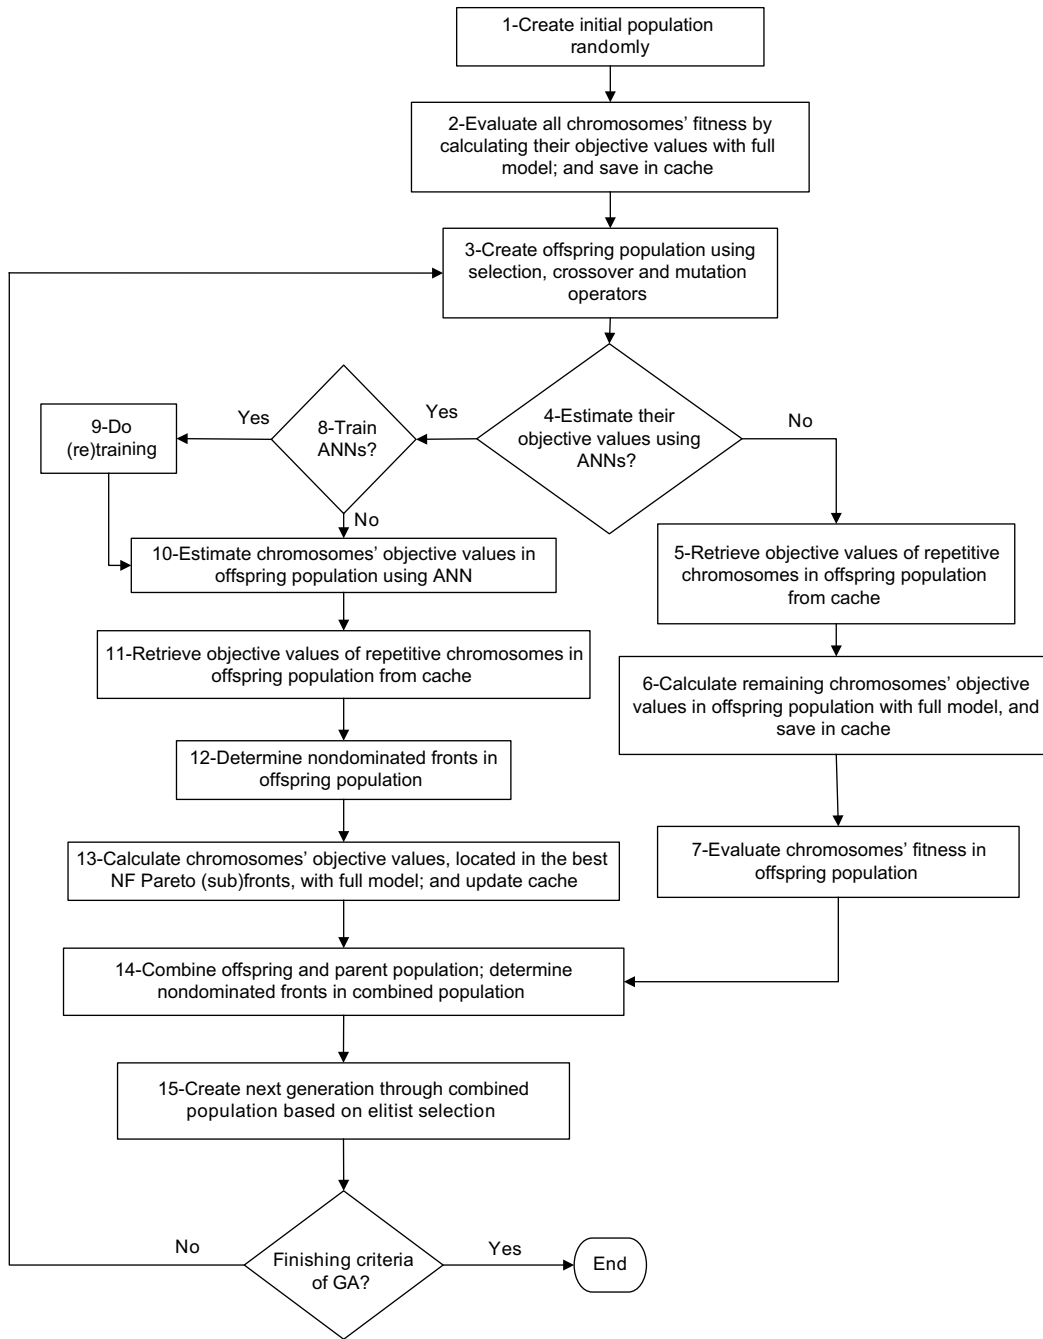 1-Create initial population
randomly
2-Evaluate all chromosomes' fitness by
calculating their objective values with full
model; and save in cache
3-Create offspring population using
selection, crossover and mutation
operators
4-Estimate their
objective values using
ANNs?
Yes
No
8-Train
ANNs?
Yes
No
9-Do
(re)training
10-Estimate chromosomes' objective values in
offspring population using ANN
5-Retrieve objective values of repetitive
chromosomes in offspring population
from cache
11-Retrieve objective values of repetitive chromosomes in
offspring population from cache
6-Calculate remaining chromosomes' objective
values in offspring population with full model, and
save in cache
12-Determine nondominated fronts in
offspring population
13-Calculate chromosomes' objective values, located in the best
NF Pareto (sub)fronts, with full model; and update cache
7-Evaluate chromosomes' fitness in
offspring population
14-Combine offspring and parent population; determine
nondominated fronts in combined population
15-Create next generation through combined
population based on elitist selection
Finishing criteria
of GA?
No
Yes
End